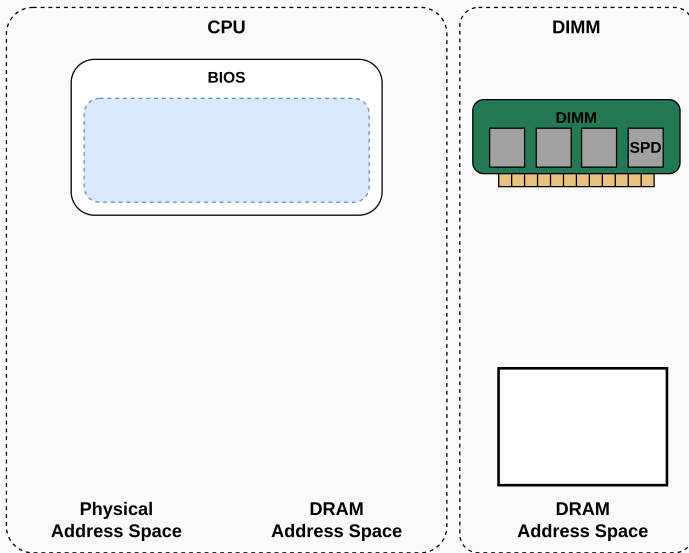 CPU
DIMM
BIOS
DIMM
SPD
Physical
Address Space
DRAM
Address Space
DRAM
Address Space